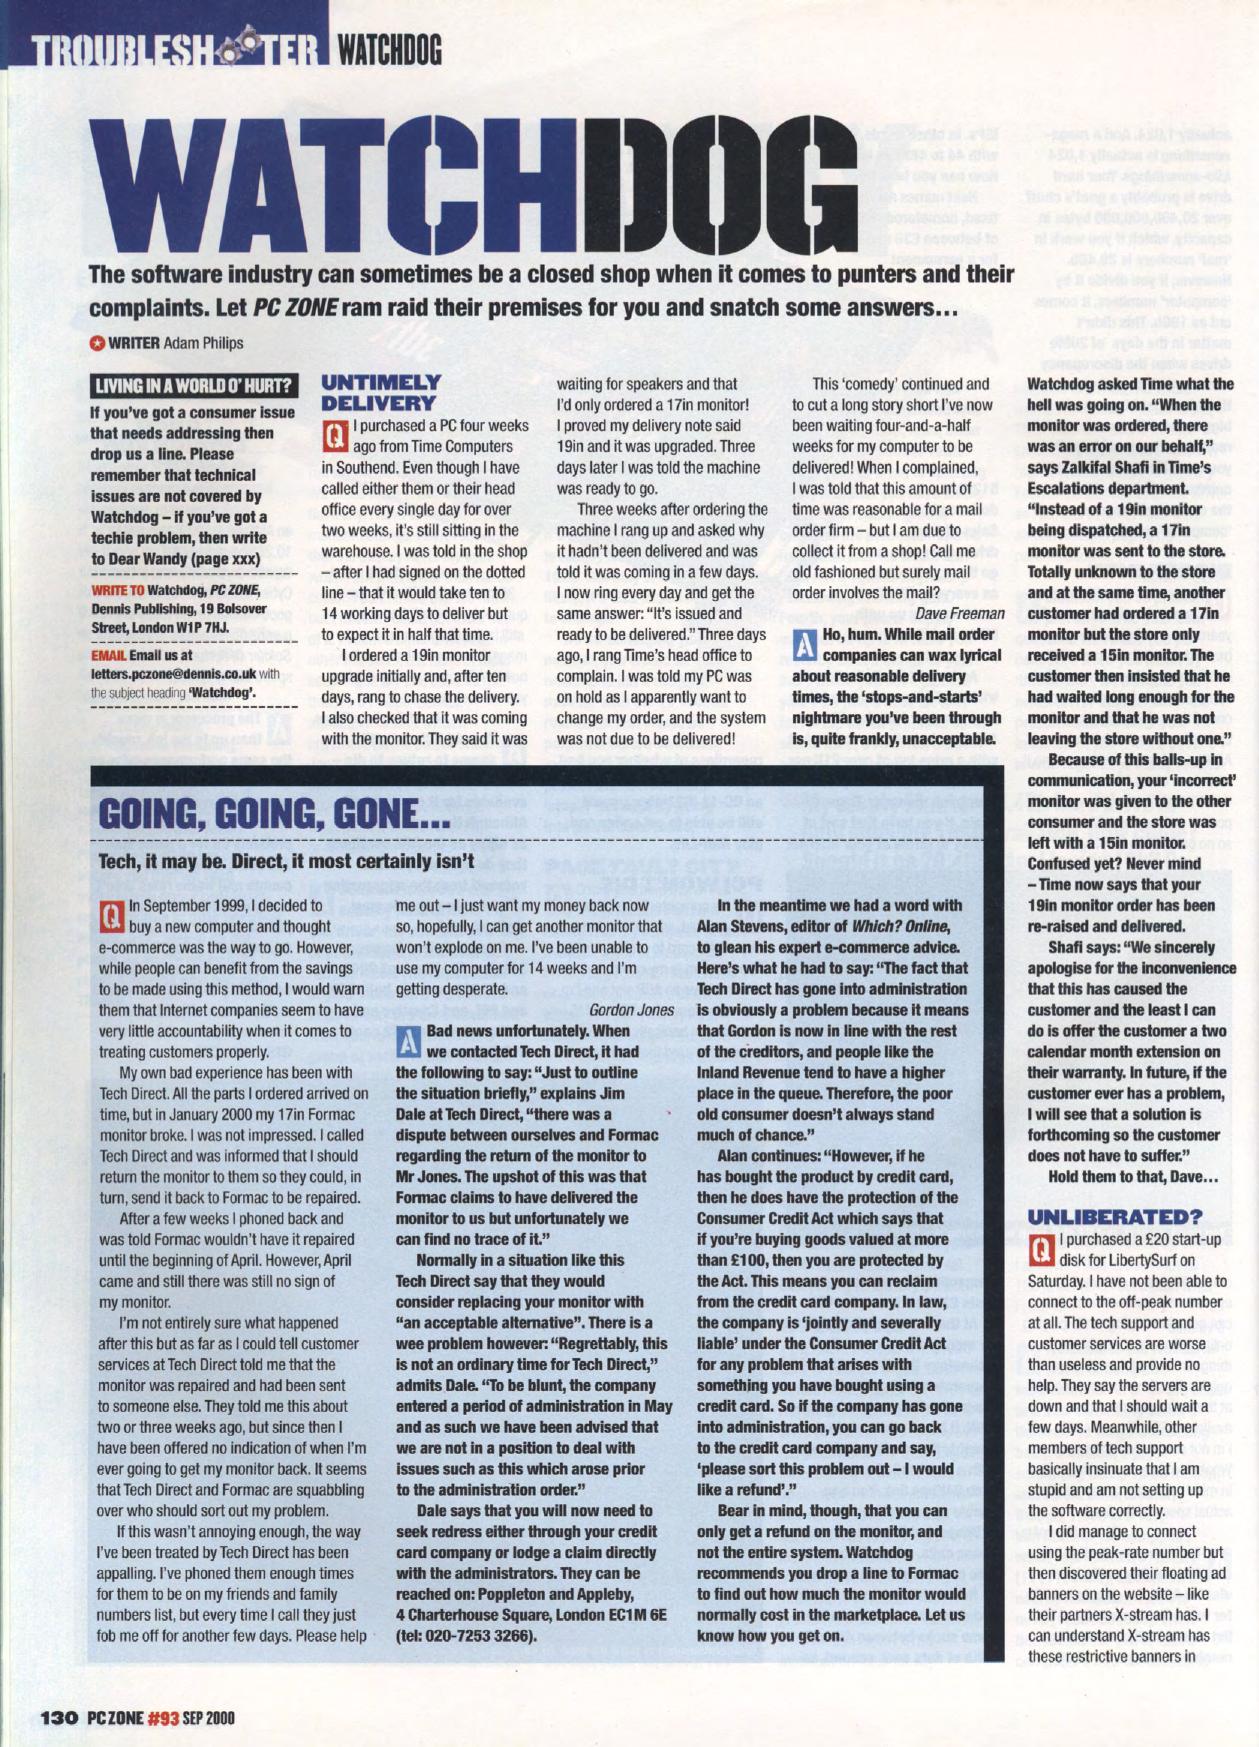 TROUBLESHOOTER WATCHDOG
WATCHDOG
The software industry can sometimes be a closed shop when it comes to punters and their
complaints. Let PC ZONE ram raid their premises for you and snatch some answers...
WRITER Adam Philips
LIVING IN A WORLD O' HURT?
If you've got a consumer issue
that needs addressing then
drop us a line. Please
remember that technical
issues are not covered by
Watchdog – if you've got a
techie problem, then write
to Dear Wandy (page xxx)
WRITE TO Watchdog, PC ZONE,
Dennis Publishing, 19 Bolsover
Street, London W1P 7HJ.
EMAIL Email us at
letters.pczone@dennis.co.uk with
the subject heading 'Watchdog'.
UNTIMELY
DELIVERY
Q I purchased a PC four weeks
ago from Time Computers
in Southend. Even though I have
called either them or their head
office every single day for over
two weeks, it's still sitting in the
warehouse. I was told in the shop
– after I had signed on the dotted
line – that it would take ten to
14 working days to deliver but
to expect it in half that time.
I ordered a 19in monitor
upgrade initially and, after ten
days, rang to chase the delivery.
I also checked that it was coming
with the monitor. They said it was
waiting for speakers and that
I'd only ordered a 17in monitor!
I proved my delivery note said
19in and it was upgraded. Three
days later I was told the machine
was ready to go.
Three weeks after ordering the
machine I rang up and asked why
it hadn't been delivered and was
told it was coming in a few days.
I now ring every day and get the
same answer: "It's issued and
ready to be delivered." Three days
ago, I rang Time's head office to
complain. I was told my PC was
on hold as I apparently want to
change my order, and the system
was not due to be delivered!
This 'comedy' continued and
to cut a long story short I've now
been waiting four-and-a-half
weeks for my computer to be
delivered! When I complained,
I was told that this amount of
time was reasonable for a mail
order firm – but I am due to
collect it from a shop! Call me
old fashioned but surely mail
order involves the mail?
Dave Freeman
A Ho, hum. While mail order
companies can wax lyrical
about reasonable delivery
times, the 'stops-and-starts'
nightmare you've been through
is, quite frankly, unacceptable.
Watchdog asked Time what the
hell was going on. "When the
monitor was ordered, there
was an error on our behalf,"
says Zalkifal Shafi in Time's
Escalations department.
"Instead of a 19in monitor
being dispatched, a 17in
monitor was sent to the store.
Totally unknown to the store
and at the same time, another
customer had ordered a 17in
monitor but the store only
received a 15in monitor. The
customer then insisted that he
had waited long enough for the
monitor and that he was not
leaving the store without one."
Because of this balls-up in
communication, your 'incorrect'
monitor was given to the other
consumer and the store was
left with a 15in monitor.
Confused yet? Never mind
– Time now says that your
19in monitor order has been
re-raised and delivered.
Shafi says: "We sincerely
apologise for the inconvenience
that this has caused the
customer and the least I can
do is offer the customer a two
calendar month extension on
their warranty. In future, if the
customer ever has a problem,
I will see that a solution is
forthcoming so the customer
does not have to suffer."
Hold them to that, Dave...
GOING, GOING, GONE...
Tech, it may be. Direct, it most certainly isn't
Q In September 1999, I decided to
buy a new computer and thought
e-commerce was the way to go. However,
while people can benefit from the savings
to be made using this method, I would warn
them that Internet companies seem to have
very little accountability when it comes to
treating customers properly.
My own bad experience has been with
Tech Direct. All the parts I ordered arrived on
time, but in January 2000 my 17in Formac
monitor broke. I was not impressed. I called
Tech Direct and was informed that I should
return the monitor to them so they could, in
turn, send it back to Formac to be repaired.
After a few weeks I phoned back and
was told Formac wouldn't have it repaired
until the beginning of April. However, April
came and still there was still no sign of
my monitor.
I'm not entirely sure what happened
after this but as far as I could tell customer
services at Tech Direct told me that the
monitor was repaired and had been sent
to someone else. They told me this about
two or three weeks ago, but since then I
have been offered no indication of when I'm
ever going to get my monitor back. It seems
that Tech Direct and Formac are squabbling
over who should sort out my problem.
If this wasn't annoying enough, the way
I've been treated by Tech Direct has been
appalling. I've phoned them enough times
for them to be on my friends and family
numbers list, but every time I call they just
fob me off for another few days. Please help
me out – I just want my money back now
so, hopefully, I can get another monitor that
won't explode on me. I've been unable to
use my computer for 14 weeks and I'm
getting desperate.
Gordon Jones
A Bad news unfortunately. When
we contacted Tech Direct, it had
the following to say: "Just to outline
the situation briefly," explains Jim
Dale at Tech Direct, "there was a
dispute between ourselves and Formac
regarding the return of the monitor to
Mr Jones. The upshot of this was that
Formac claims to have delivered the
monitor to us but unfortunately we
can find no trace of it."
Normally in a situation like this
Tech Direct say that they would
consider replacing your monitor with
"an acceptable alternative". There is a
wee problem however: "Regrettably, this
is not an ordinary time for Tech Direct,"
admits Dale. "To be blunt, the company
entered a period of administration in May
and as such we have been advised that
we are not in a position to deal with
issues such as this which arose prior
to the administration order."
Dale says that you will now need to
seek redress either through your credit
card company or lodge a claim directly
with the administrators. They can be
reached on: Poppleton and Appleby,
4 Charterhouse Square, London EC1M 6E
(tel: 020-7253 3266).
In the meantime we had a word with
Alan Stevens, editor of Which? Online,
to glean his expert e-commerce advice.
Here's what he had to say: "The fact that
Tech Direct has gone into administration
is obviously a problem because it means
that Gordon is now in line with the rest
of the creditors, and people like the
Inland Revenue tend to have a higher
place in the queue. Therefore, the poor
old consumer doesn't always stand
much of chance."
Alan continues: "However, if he
has bought the product by credit card,
then he does have the protection of the
Consumer Credit Act which says that
if you're buying goods valued at more
than £100, then you are protected by
the Act. This means you can reclaim
from the credit card company. In law,
the company is 'jointly and severally
liable' under the Consumer Credit Act
for any problem that arises with
something you have bought using a
credit card. So if the company has gone
into administration, you can go back
to the credit card company and say,
'please sort this problem out – I would
like a refund'."
Bear in mind, though, that you can
only get a refund on the monitor, and
not the entire system. Watchdog
recommends you drop a line to Formac
to find out how much the monitor would
normally cost in the marketplace. Let us
know how you get on.
UNLIBERATED?
Q I purchased a £20 start-up
disk for LibertySurf on
Saturday. I have not been able to
connect to the off-peak number
at all. The tech support and
customer services are worse
than useless and provide no
help. They say the servers are
down and that I should wait a
few days. Meanwhile, other
members of tech support
basically insinuate that I am
stupid and am not setting up
the software correctly.
I did manage to connect
using the peak-rate number but
then discovered their floating ad
banners on the website – like
their partners X-stream has. I
can understand X-stream has
these restrictive banners in
130 PCZONE #93 SEP 2000